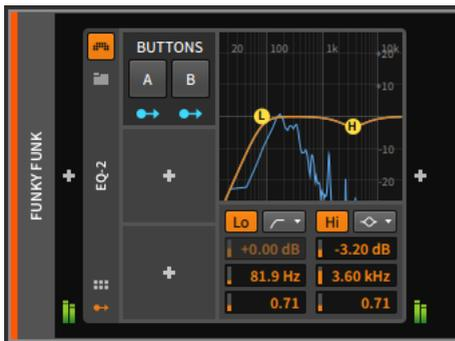 FUNKY FUNK
EQ-2
BUTTONS
A B
20 100 1k 10k
+20
+10
L H
-10
-20
Lo Hi
+0.00 dB -3.20 dB
81.9 Hz 3.60 kHz
0.71 0.71